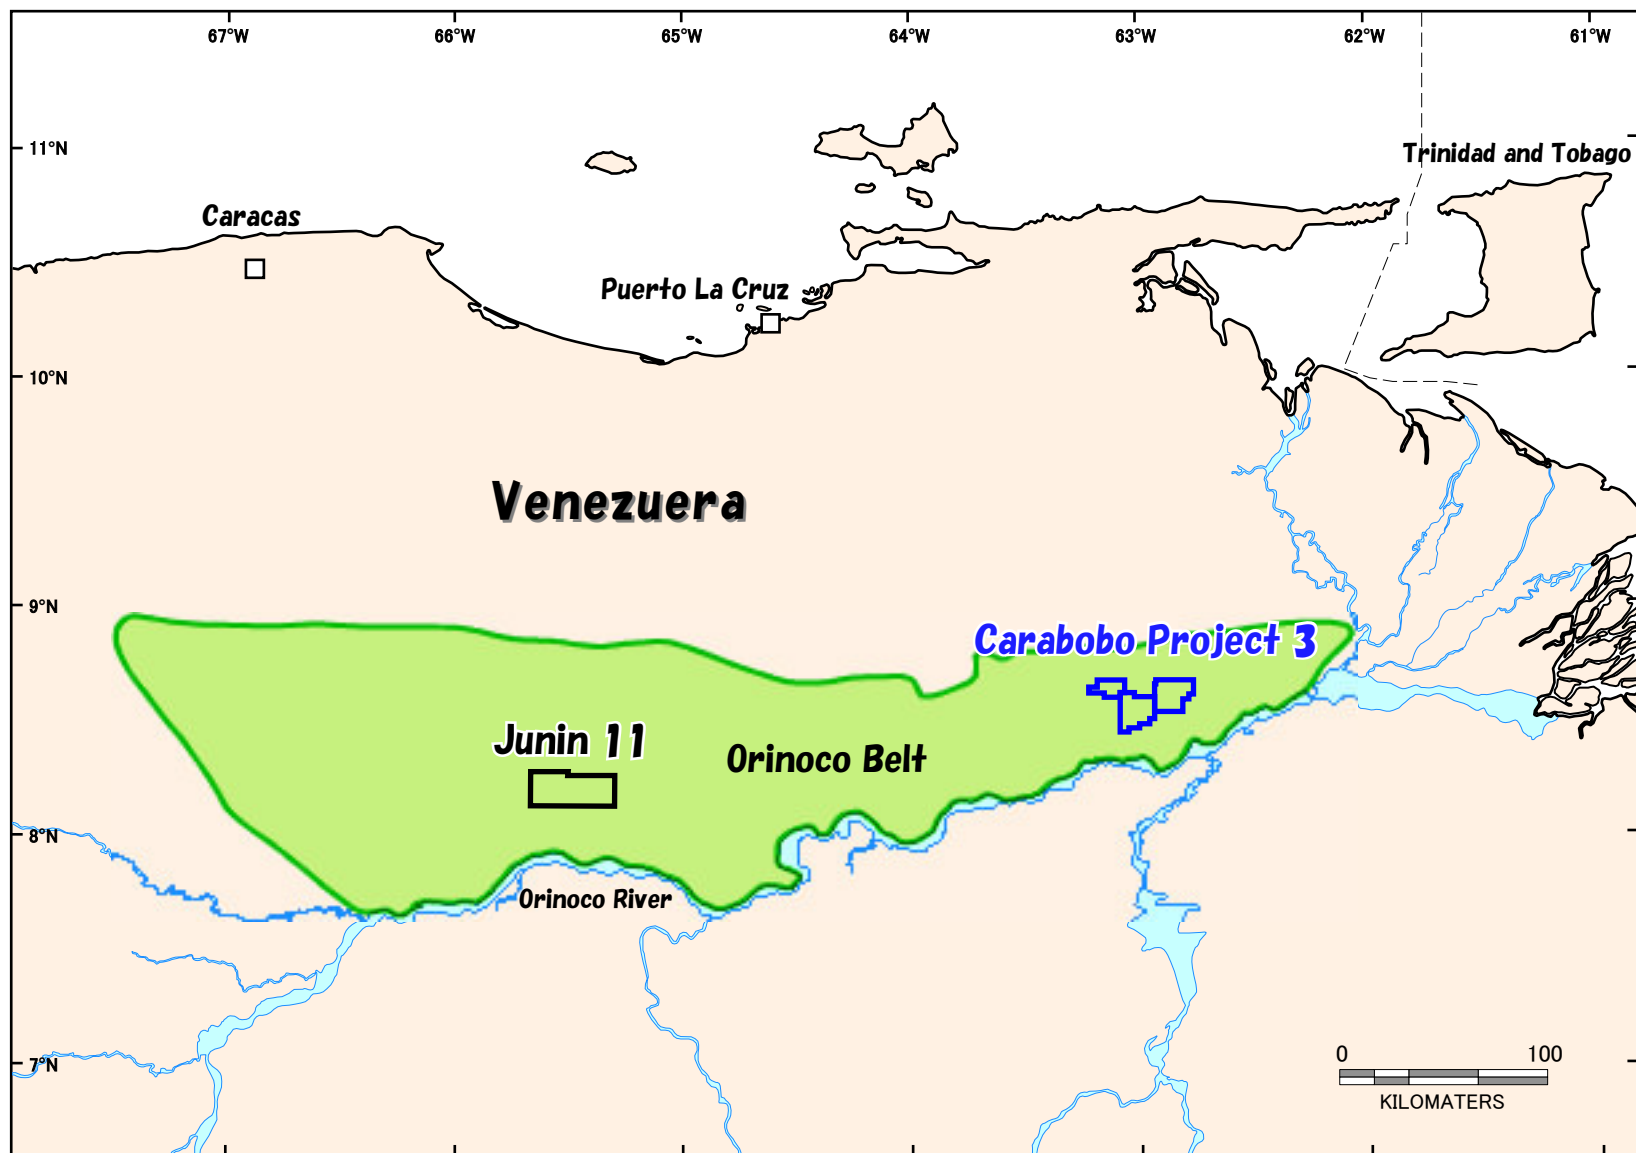 67°W 66°W 65°W 64°W 63°W 62°W 61°W
11°N
Trinidad and Tobago
Caracas
Puerto La Cruz
10°N
Venezuera
9°N
Carabobo Project 3
Junin 11
Orinoco Belt
8°N
Orinoco River
7°N
0 100
KILOMATERS